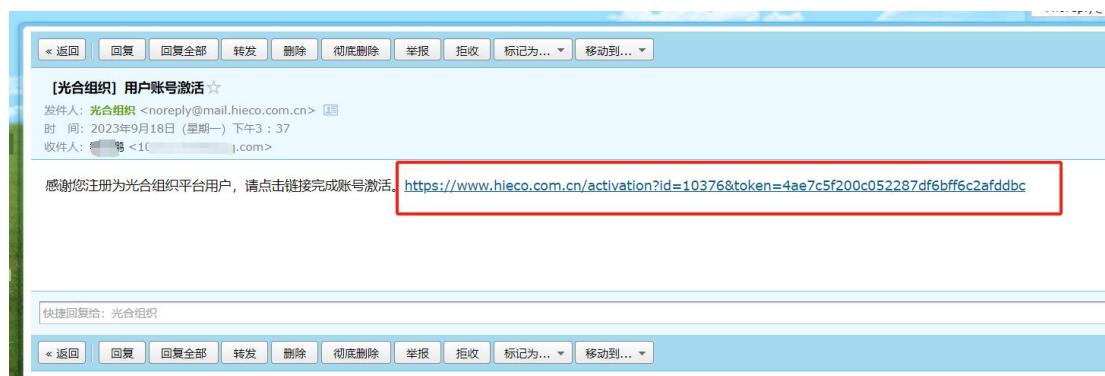 « 返回 回复 回复全部 转发 删除 彻底删除 举报 拒收 标记为... 移动到...
[光合组织] 用户账号激活
发件人: 光合组织 <noreply@mail.hieco.com.cn>
时 间: 2023年9月18日 (星期一) 下午3 : 37
收件人: 鹅 <10 .com>
感谢您注册为光合组织平台用户, 请点击链接完成账号激活。https://www.hieco.com.cn/activation?id=10376&token=4ae7c5f200c052287df6bff6c2afddbc
快捷回复给: 光合组织
« 返回 回复 回复全部 转发 删除 彻底删除 举报 拒收 标记为... 移动到...